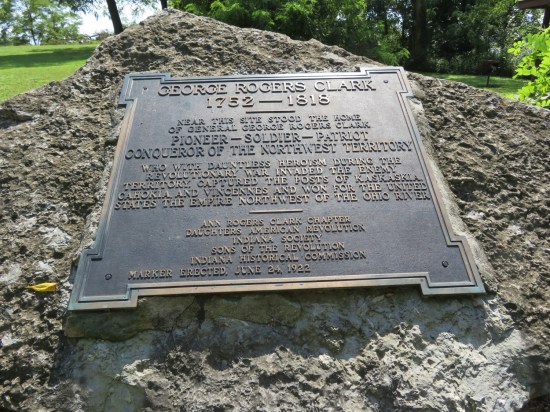 GEORGE ROGERS CLARK
1752 — 1818
NEAR THIS SITE STOOD THE HOME
OF GENERAL GEORGE ROGERS CLARK
PIONEER — SOLDIER — PATRIOT
CONQUEROR OF THE NORTHWEST TERRITORY
WHO WITH DAUNTLESS HEROISM DURING THE
REVOLUTIONARY WAR INVADED THE ENEMY
TERRITORY, CAPTURED THE POSTS OF KASKASKIA,
CAHOKIA AND VINCENNES AND WON FOR THE UNITED
STATES THE EMPIRE NORTHWEST OF THE OHIO RIVER
ANN ROGERS CLARK CHAPTER
DAUGHTERS AMERICAN REVOLUTION
INDIANA SOCIETY
SONS OF THE REVOLUTION
INDIANA HISTORICAL COMMISSION
MARKER ERECTED, JUNE 24, 1922